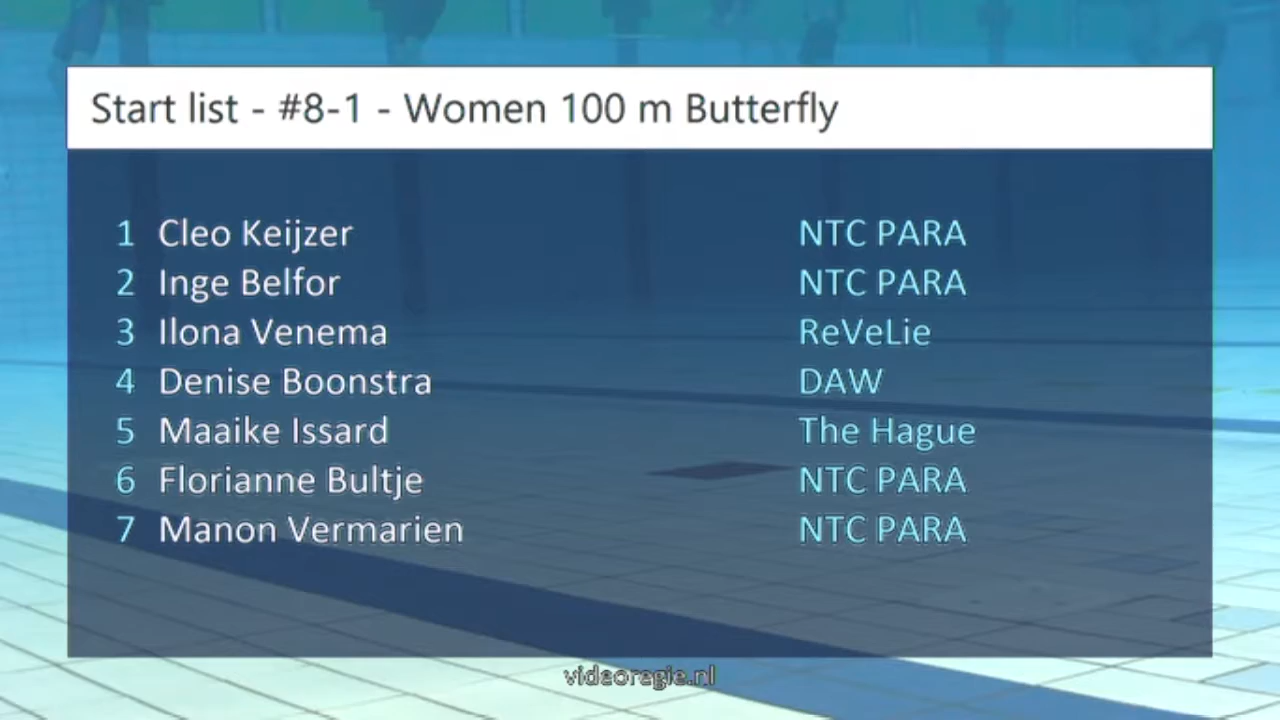 Start list - #8-1 - Women 100 m Butterfly
1 Cleo Keijzer NTC PARA
2 Inge Belfor NTC PARA
3 Ilona Venema ReVeLie
4 Denise Boonstra DAW
5 Maaike Issard The Hague
6 Florianne Bultje NTC PARA
7 Manon Vermarien NTC PARA
videoregie.nl